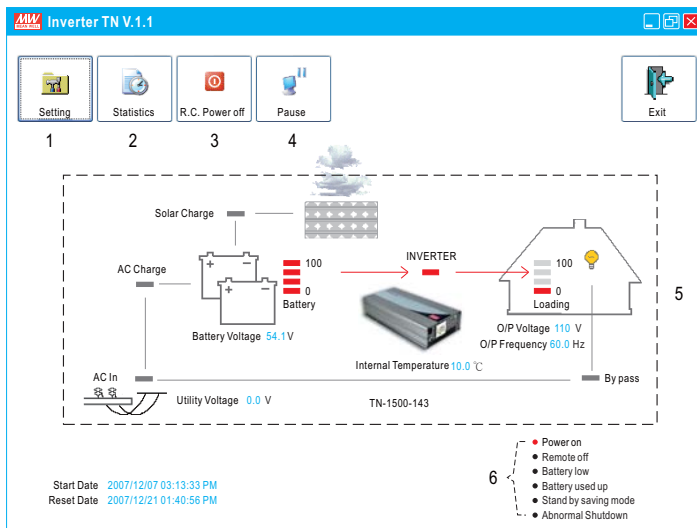 MW MEAN WELL Inverter TN V.1.1
Setting
Statistics
R.C. Power off
Pause
Exit
1
2
3
4
Solar Charge
AC Charge
+ -
+ -
100
0
Battery
INVERTER
100
0
Loading
5
Battery Voltage 54.1V
O/P Voltage 110 V
O/P Frequency 60.0 Hz
Internal Temperature 10.0 °C
AC In
By pass
Utility Voltage 0.0 V
TN-1500-143
6
Power on
Remote off
Battery low
Battery used up
Stand by saving mode
Abnormal Shutdown
Start Date 2007/12/07 03:13:33 PM
Reset Date 2007/12/21 01:40:56 PM